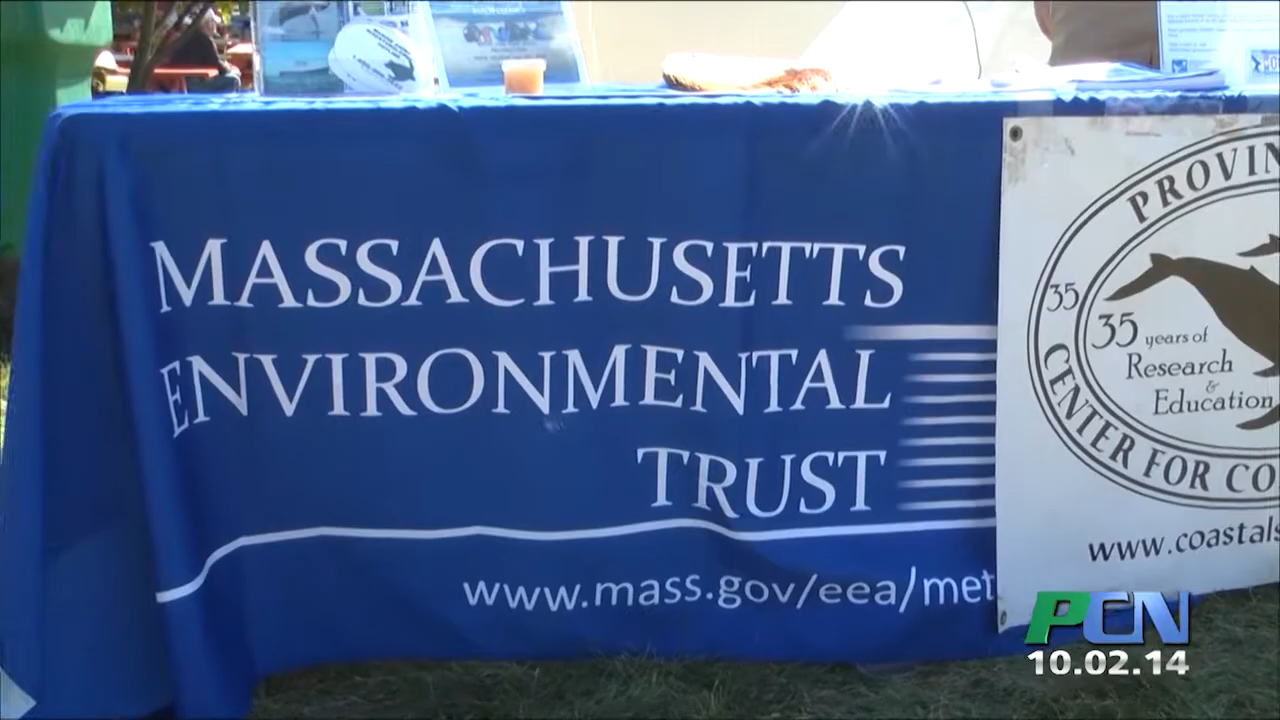 MASSACHUSETTS
ENVIRONMENTAL
TRUST
www.mass.gov/eea/met
PROVIN
35
35 years of
Research
&
Education
CENTER FOR CO
www.coastals
PCN
10.02.14